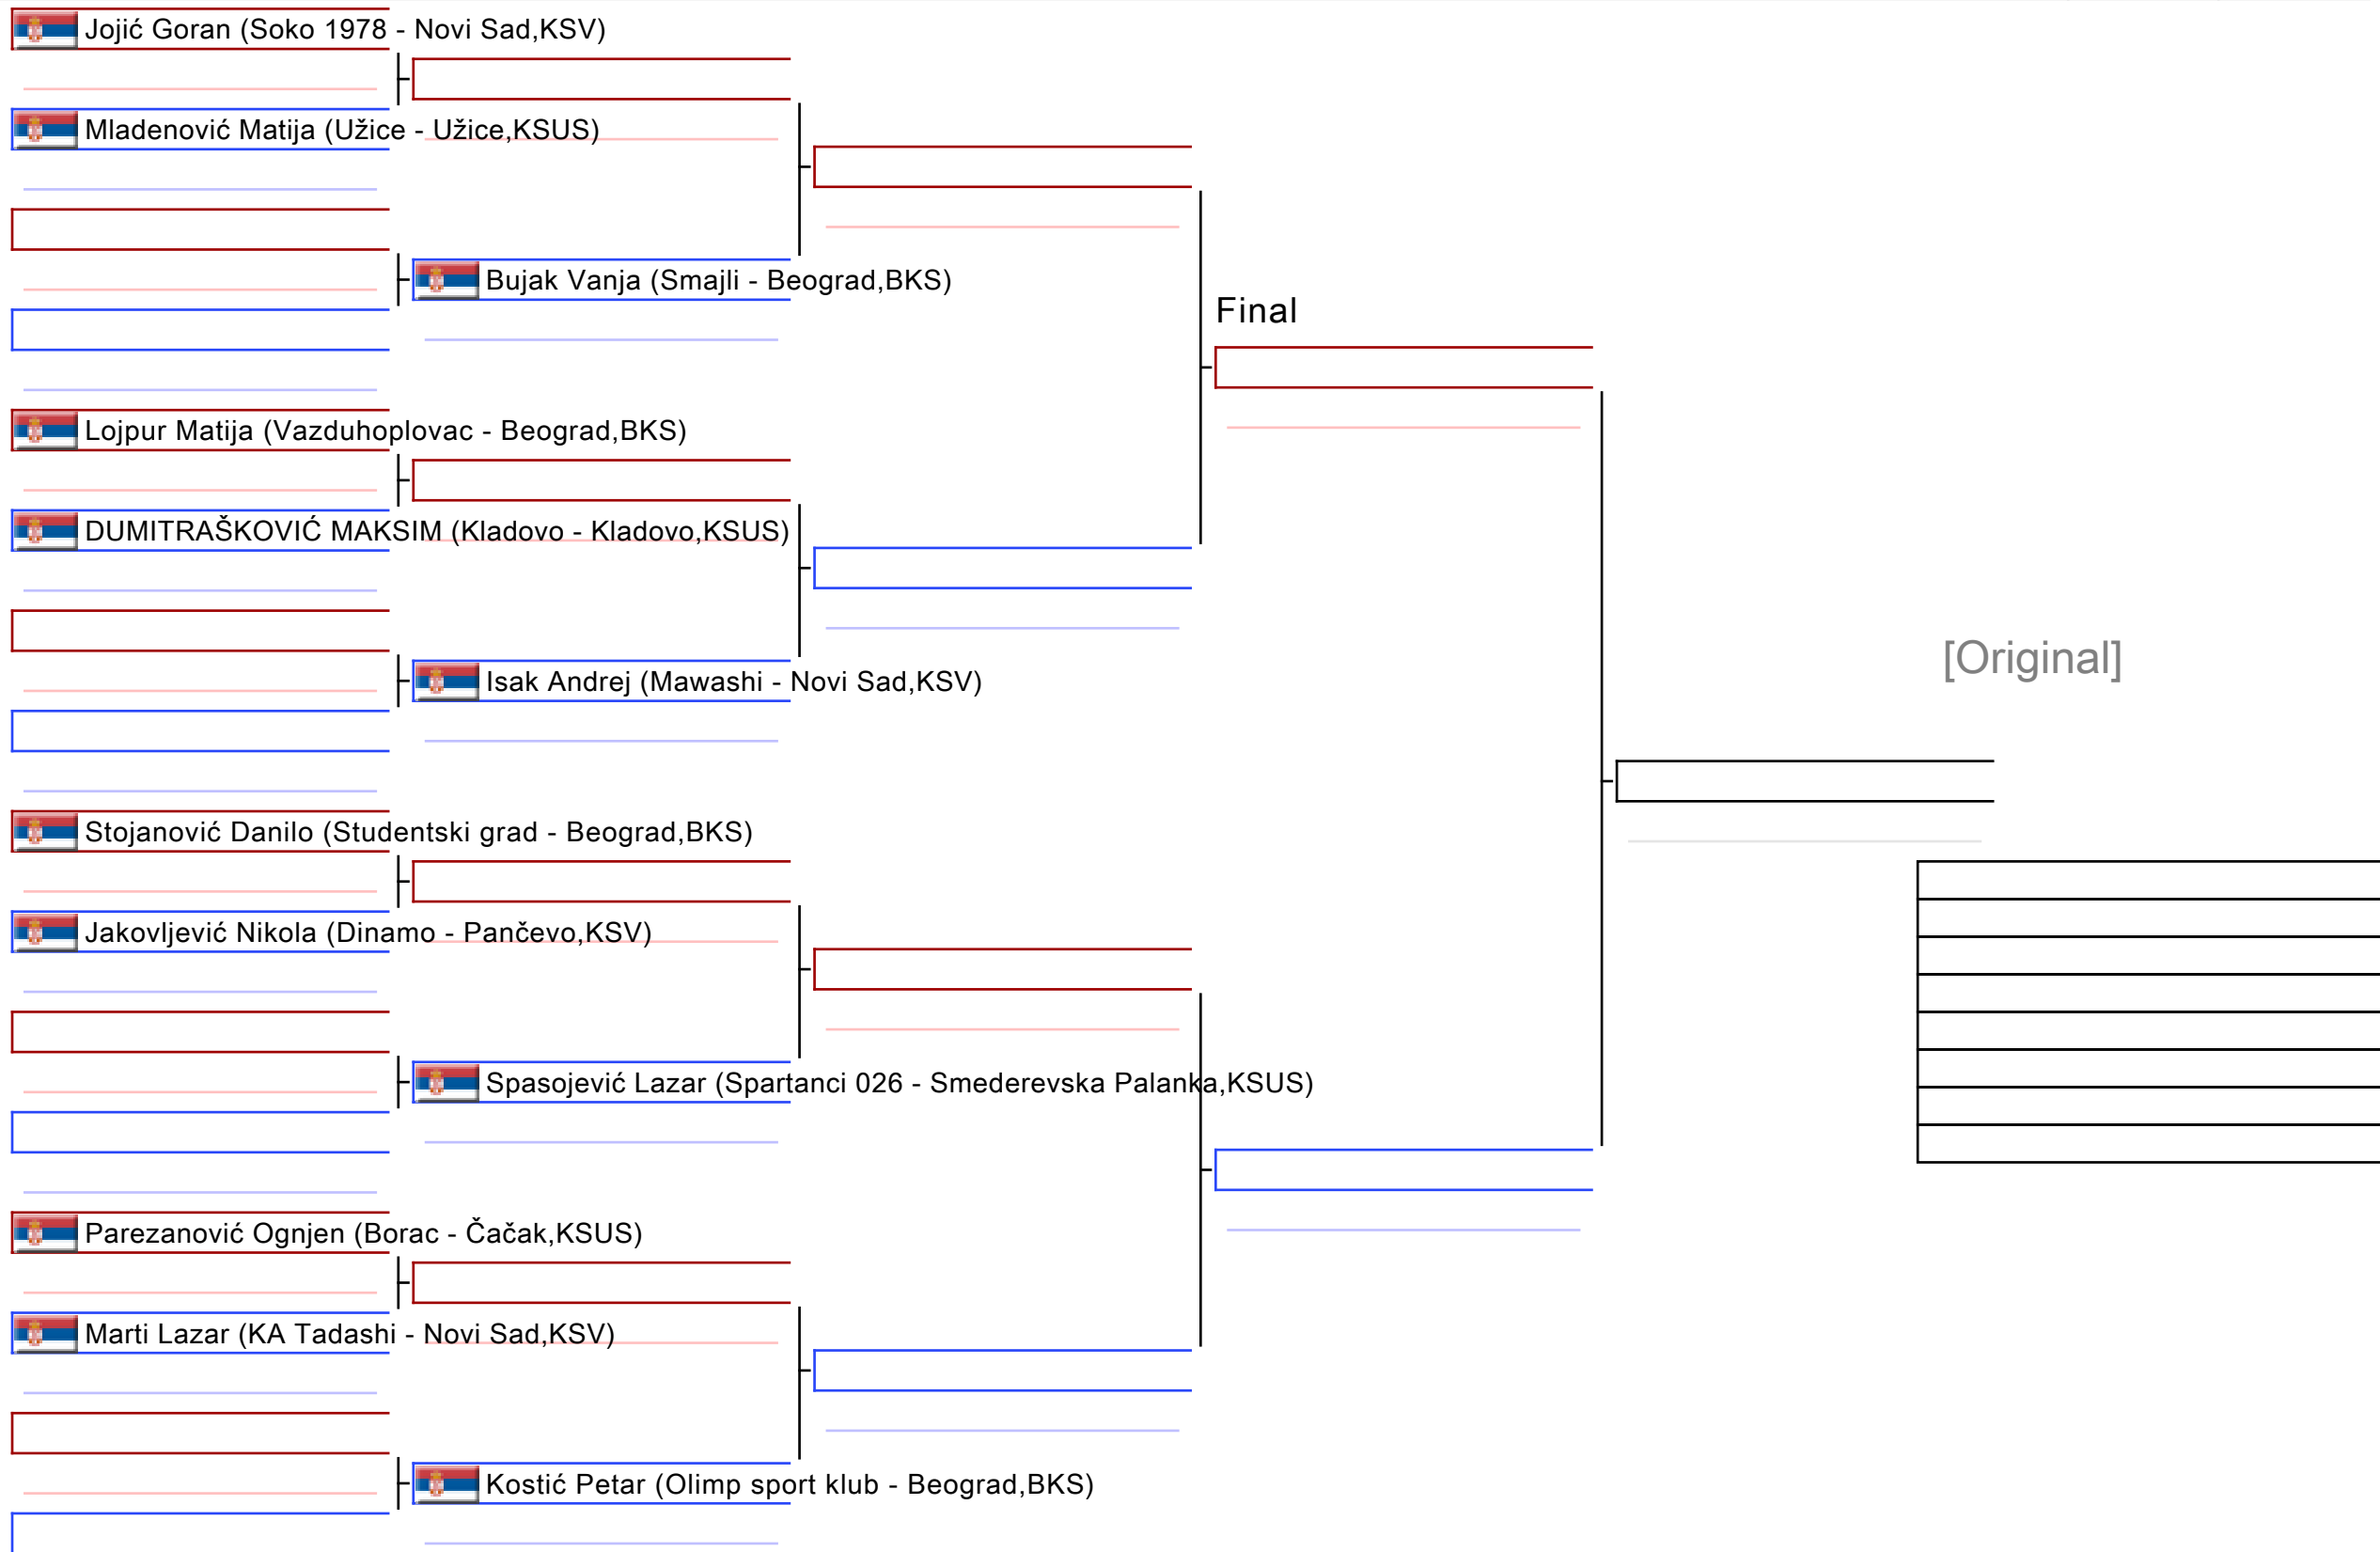 Jojić Goran (Soko 1978 - Novi Sad,KSV)
Mladenović Matija (Užice - Užice,KSUS)
Bujak Vanja (Smajli - Beograd,BKS)
Final
Lojpur Matija (Vazduhoplovac - Beograd,BKS)
DUMITRAŠKOVIĆ MAKSIM (Kladovo - Kladovo,KSUS)
[Original]
Isak Andrej (Mawashi - Novi Sad,KSV)
Stojanović Danilo (Studentski grad - Beograd,BKS)
Jakovljević Nikola (Dinamo - Pančevo,KSV)
Spasojević Lazar (Spartanci 026 - Smederevska Palanka,KSUS)
Parezanović Ognjen (Borac - Čačak,KSUS)
Marti Lazar (KA Tadashi - Novi Sad,KSV)
Kostić Petar (Olimp sport klub - Beograd,BKS)